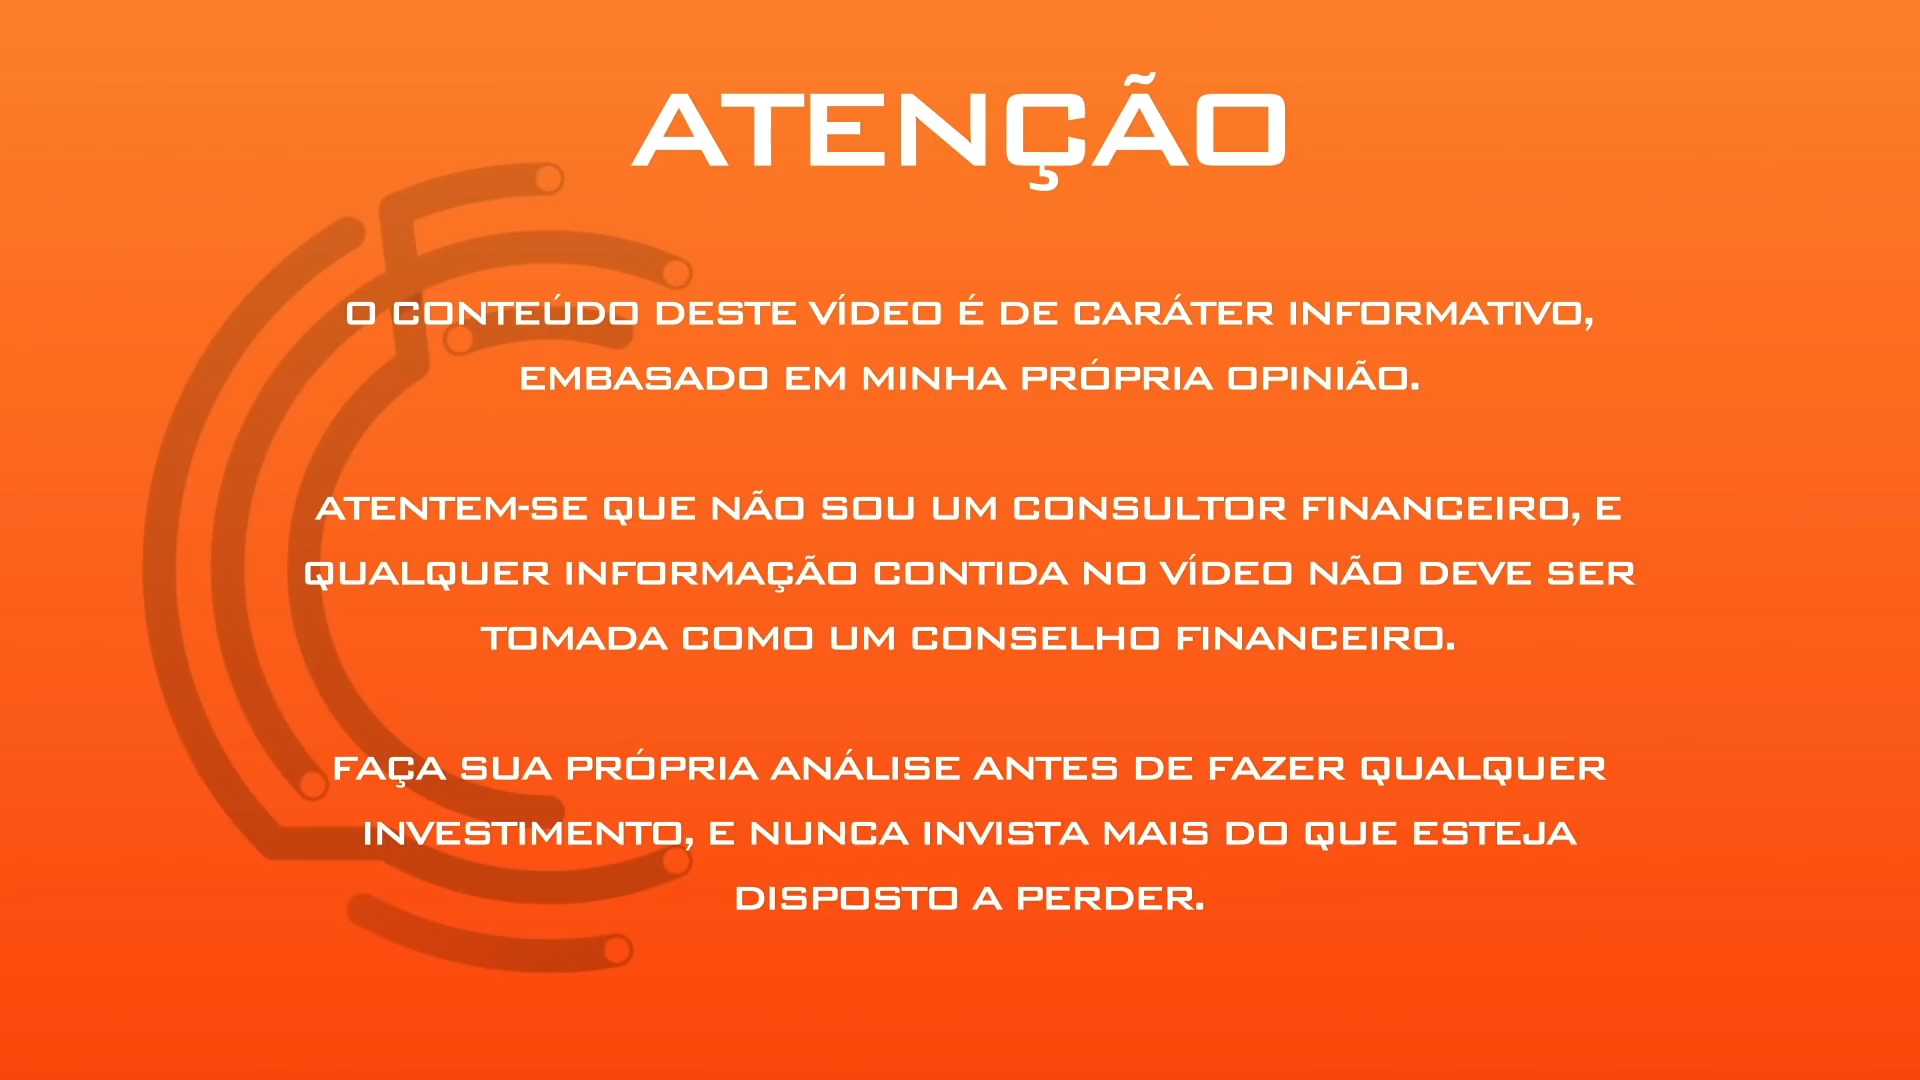 ATENÇÃO
O CONTEÚDO DESTE VÍDEO É DE CARÁTER INFORMATIVO,
EMBASADO EM MINHA PRÓPRIA OPINIÃO.
ATENTEM-SE QUE NÃO SOU UM CONSULTOR FINANCEIRO, E
QUALQUER INFORMAÇÃO CONTIDA NO VÍDEO NÃO DEVE SER
TOMADA COMO UM CONSELHO FINANCEIRO.
FAÇA SUA PRÓPRIA ANÁLISE ANTES DE FAZER QUALQUER
INVESTIMENTO, E NUNCA INVISTA MAIS DO QUE ESTEJA
DISPOSTO A PERDER.